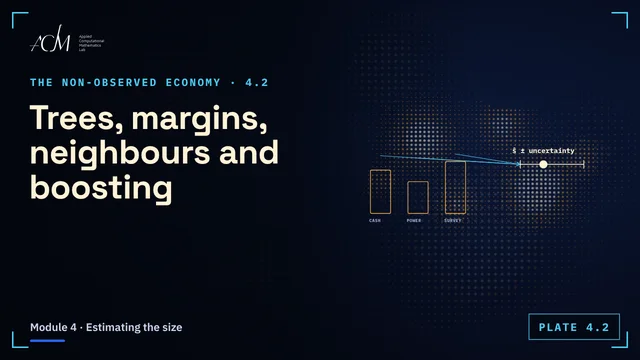 ACM
Applied
Computational
Mathematics
Lab
THE NON-OBSERVED ECONOMY · 4.2
Trees, margins,
neighbours and
boosting
Ŝ ± uncertainty
CASH
POWER
SURVEY
Module 4 · Estimating the size
PLATE 4.2